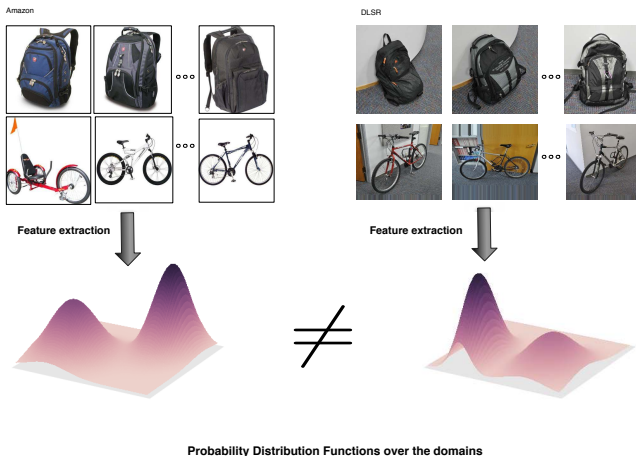 Amazon
DLSR
Feature extraction
Feature extraction
Probability Distribution Functions over the domains